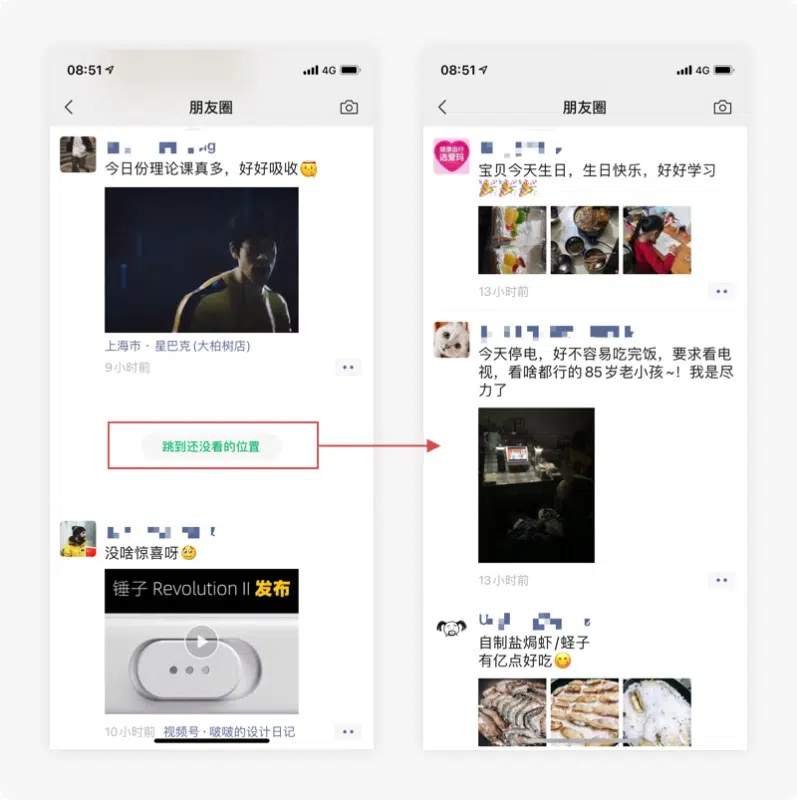 08:51
4G
朋友圈
今日份理论课真多，好好吸收
上海市 · 星巴克 (大柏树店)
9小时前
跳到还没看的位置
没啥惊喜呀
锤子 Revolution II 发布
10小时前 视频号 · 啵啵的设计日记
08:51
4G
朋友圈
选爱玛
宝贝今天生日，生日快乐，好好学习
🎉🎉🎉
13小时前
今天停电，好不容易吃完饭，要求看电
视，看啥都行的85岁老小孩~！我是尽
力了
13小时前
自制盐焗虾/蛏子
有亿点好吃😋